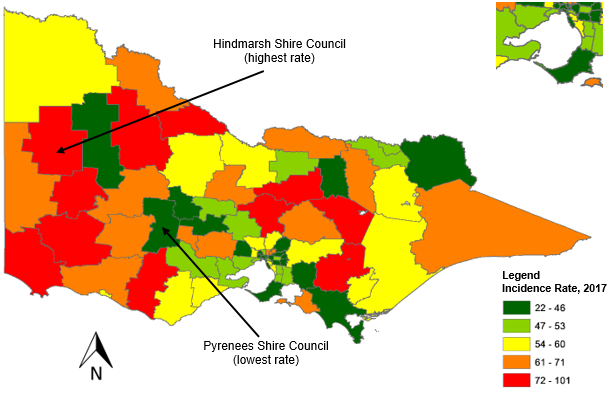 Hindmarsh Shire Council
(highest rate)
Pyrenees Shire Council
(lowest rate)
N
Legend
Incidence Rate, 2017
22 - 46
47 - 53
54 - 60
61 - 71
72 - 101